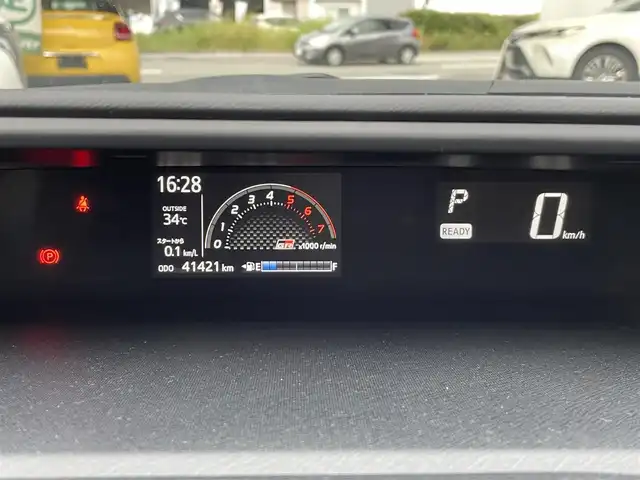 16:28
OUTSIDE
34℃
スタートから
0.1 km/L
ODO 41421 km
0 1 2 3 4 5 6 7
GR x1000 r/min
E F
P
READY
0 km/h
P